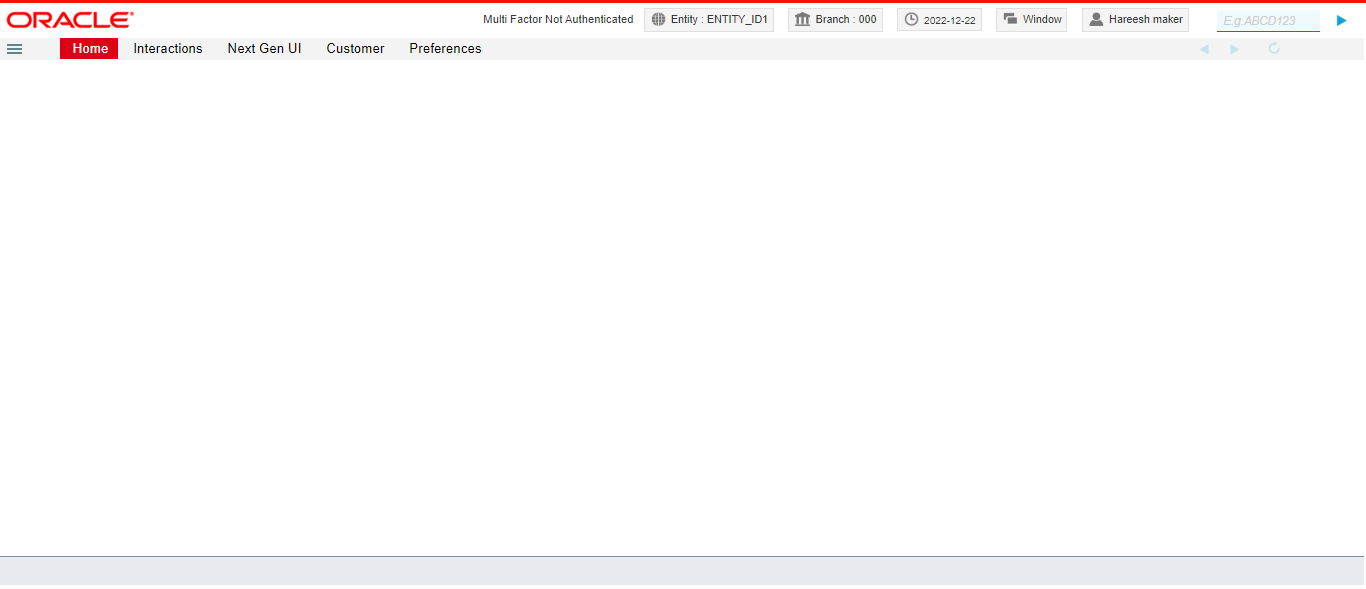 ORACLE®
Multi Factor Not Authenticated
Entity : ENTITY_ID1
Branch : 000
2022-12-22
Window
Hareesh maker
E.g.ABCD123
Home
Interactions
Next Gen UI
Customer
Preferences